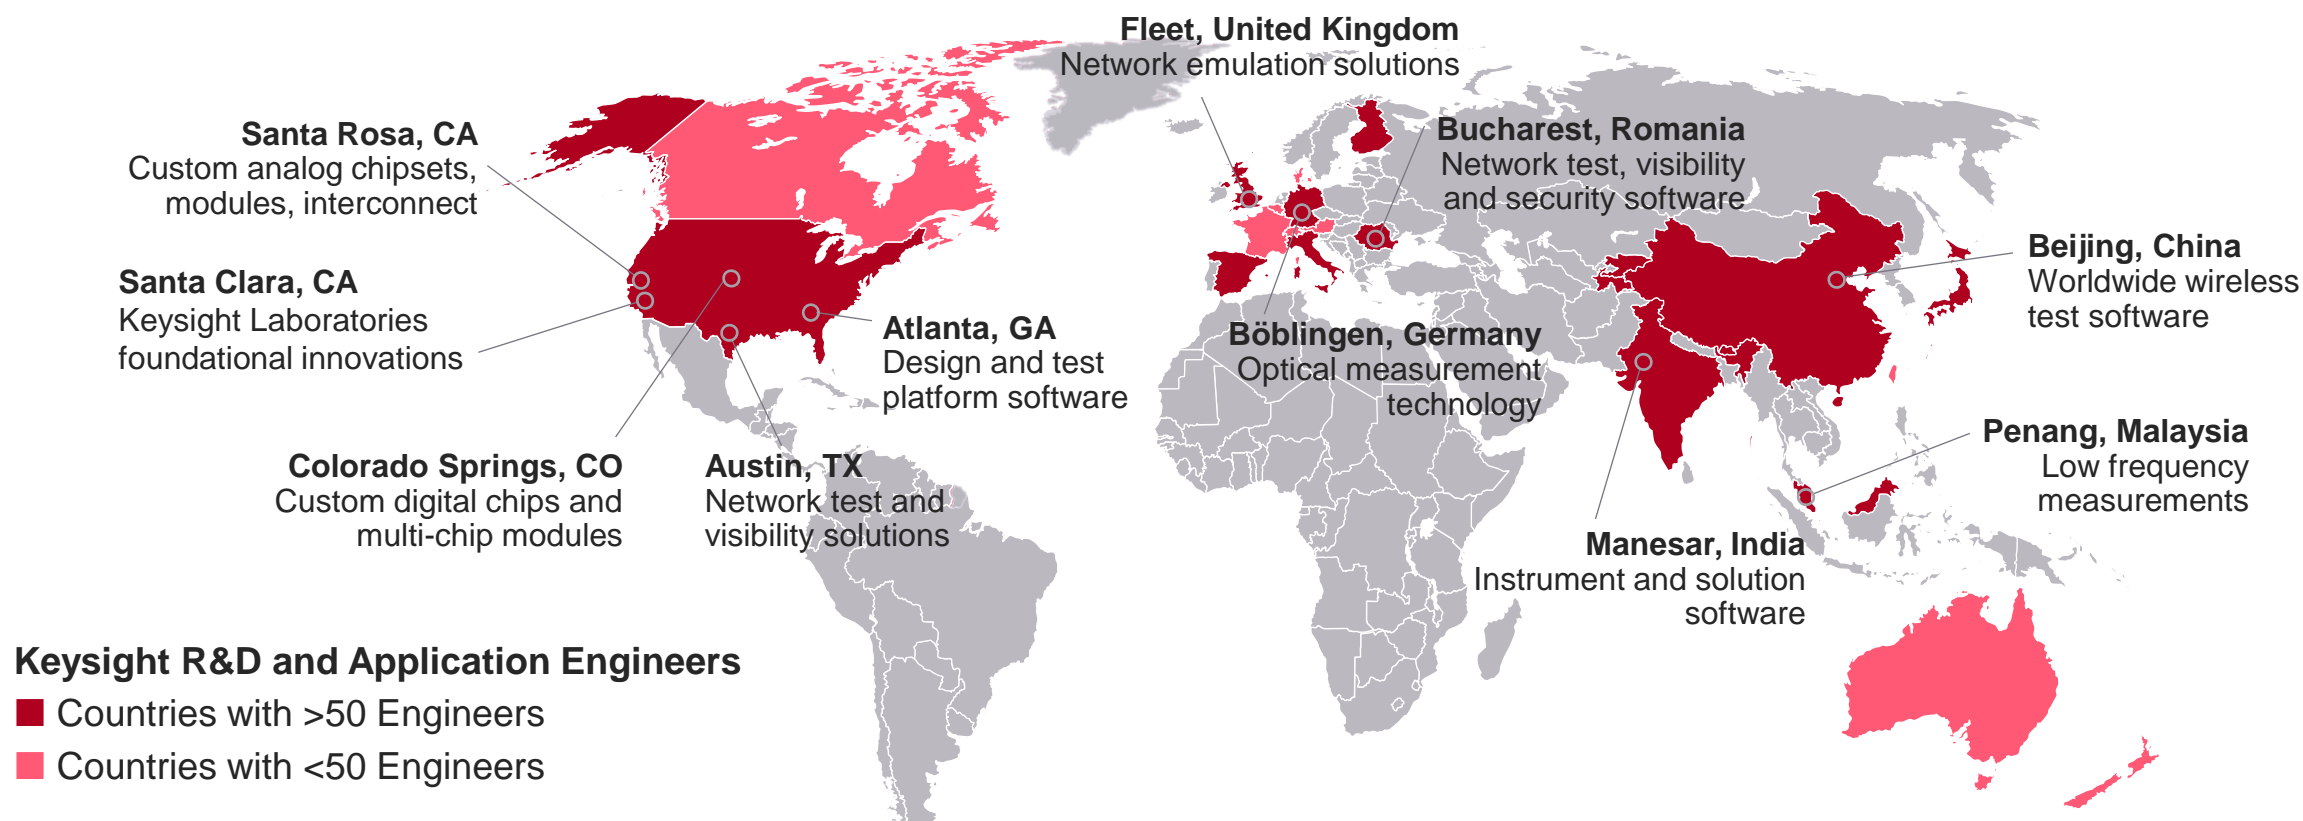 Fleet, United Kingdom
Network emulation solutions
Santa Rosa, CA
Custom analog chipsets,
modules, interconnect
Bucharest, Romania
Network test, visibility
and security software
Santa Clara, CA
Keysight Laboratories
foundational innovations
Beijing, China
Worldwide wireless
test software
Atlanta, GA
Design and test
platform software
Böblingen, Germany
Optical measurement
technology
Colorado Springs, CO
Custom digital chips and
multi-chip modules
Austin, TX
Network test and
visibility solutions
Penang, Malaysia
Low frequency
measurements
Manesar, India
Instrument and solution
software
Keysight R&D and Application Engineers
Countries with >50 Engineers
Countries with <50 Engineers